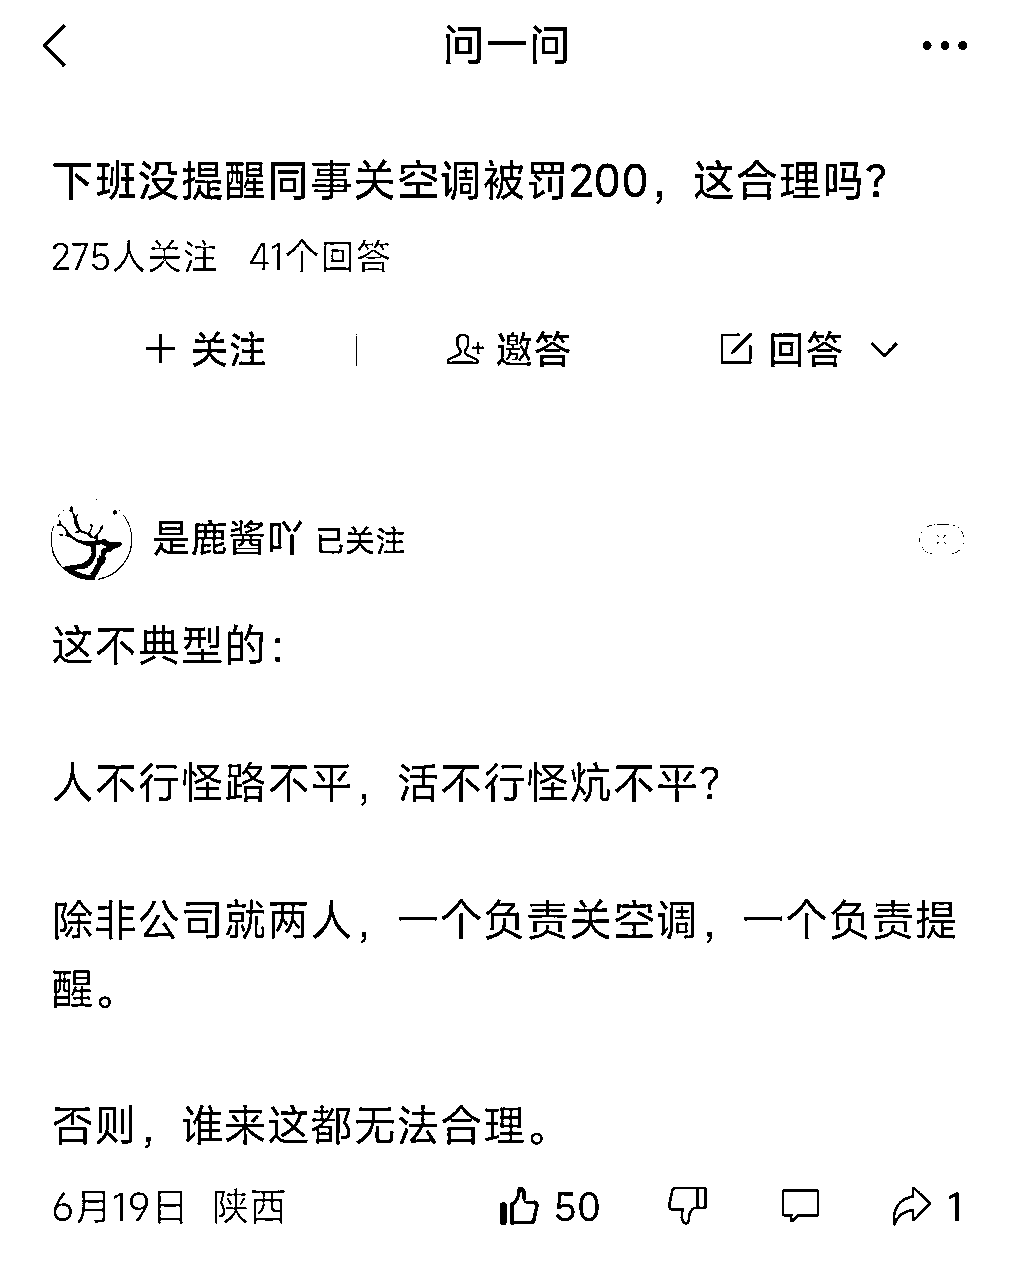 问一问
下班没提醒同事关空调被罚200，这合理吗？
275人关注 41个回答
关注 邀答 回答
是鹿酱吖 已关注
这不典型的：
人不行怪路不平，活不行怪炕不平？
除非公司就两人，一个负责关空调，一个负责提
醒。
否则，谁来这都无法合理。
6月19日 陕西 50 1